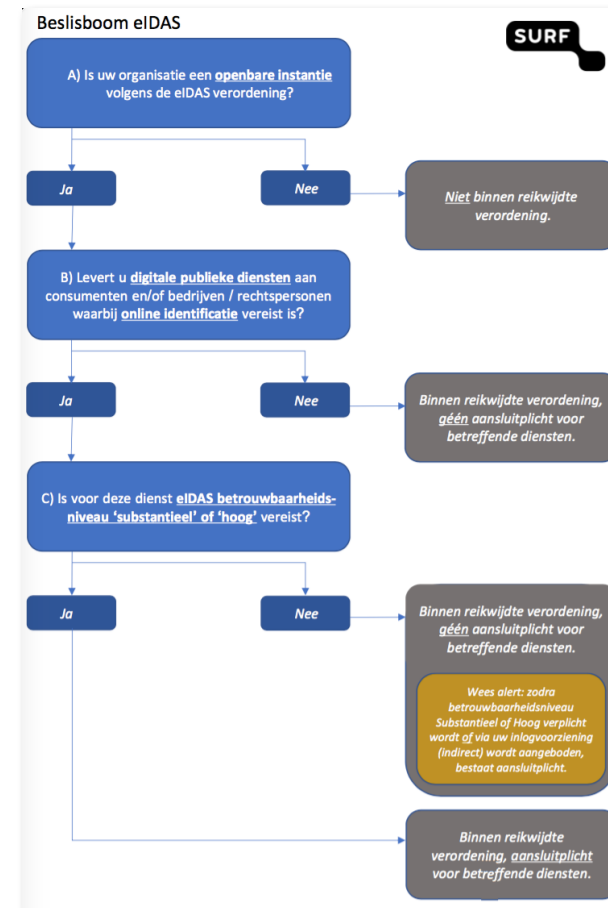 Beslisboom eIDAS
SURF
A) Is uw organisatie een openbare instantie
volgens de eIDAS verordening?
Ja
Nee
Niet binnen reikwijdte
verordening.
B) Levert u digitale publieke diensten aan
consumenten en/of bedrijven / rechtspersonen
waarbij online identificatie vereist is?
Ja
Nee
Binnen reikwijdte verordening,
géén aansluitplicht voor
betreffende diensten.
C) Is voor deze dienst eIDAS betrouwbaarheids-
niveau ‘substantieel’ of ‘hoog’ vereist?
Ja
Nee
Binnen reikwijdte verordening,
géén aansluitplicht voor
betreffende diensten.
Wees alert: zodra
betrouwbaarheidsniveau
Substantieel of Hoog verplicht
wordt of via uw inlogvoorziening
(indirect) wordt aangeboden,
bestaat aansluitplicht.
Binnen reikwijdte
verordening, aansluitplicht
voor betreffende diensten.